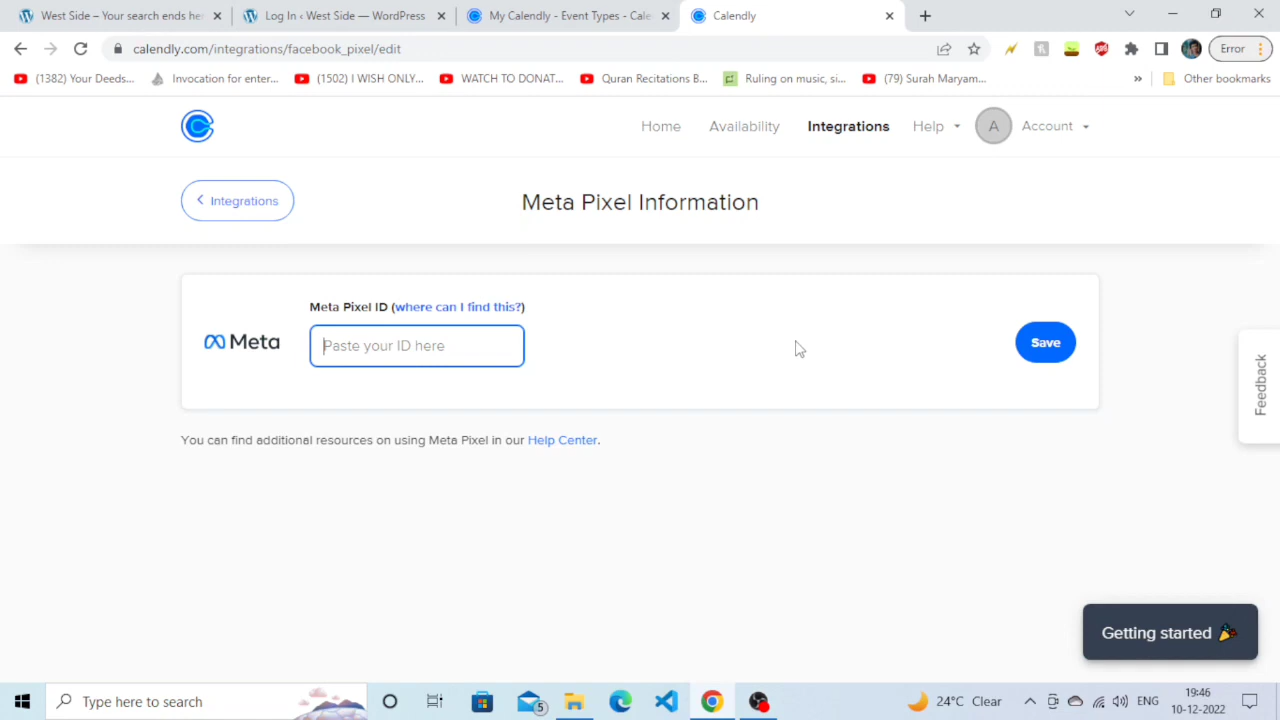 West Side – Your search ends her
Log In ‹ West Side — WordPress
My Calendly - Event Types - Cale
Calendly
calendly.com/integrations/facebook_pixel/edit
Error
(1382) Your Deeds...
Invocation for enter...
(1502) I WISH ONLY...
WATCH TO DONAT...
Quran Recitations B...
Ruling on music, si...
(79) Surah Maryam...
»
Other bookmarks
Home
Availability
Integrations
Help
A
Account
Integrations
Meta Pixel Information
Meta Pixel ID (where can I find this?)
Meta
Paste your ID here
Save
Feedback
You can find additional resources on using Meta Pixel in our Help Center.
Getting started
Type here to search
5
24°C Clear
ENG
19:46
10-12-2022